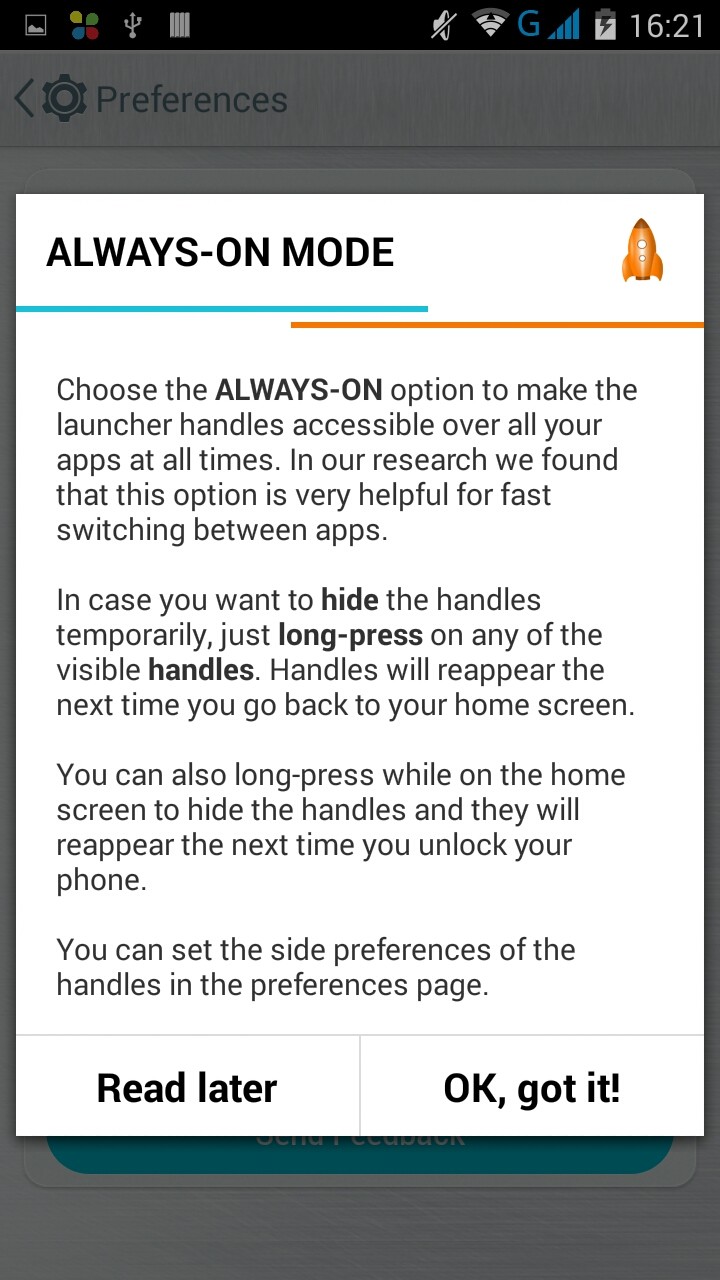 G 16:21
Preferences
ALWAYS-ON MODE
Choose the ALWAYS-ON option to make the
launcher handles accessible over all your
apps at all times. In our research we found
that this option is very helpful for fast
switching between apps.
In case you want to hide the handles
temporarily, just long-press on any of the
visible handles. Handles will reappear the
next time you go back to your home screen.
You can also long-press while on the home
screen to hide the handles and they will
reappear the next time you unlock your
phone.
You can set the side preferences of the
handles in the preferences page.
Read later
OK, got it!
Send Feedback